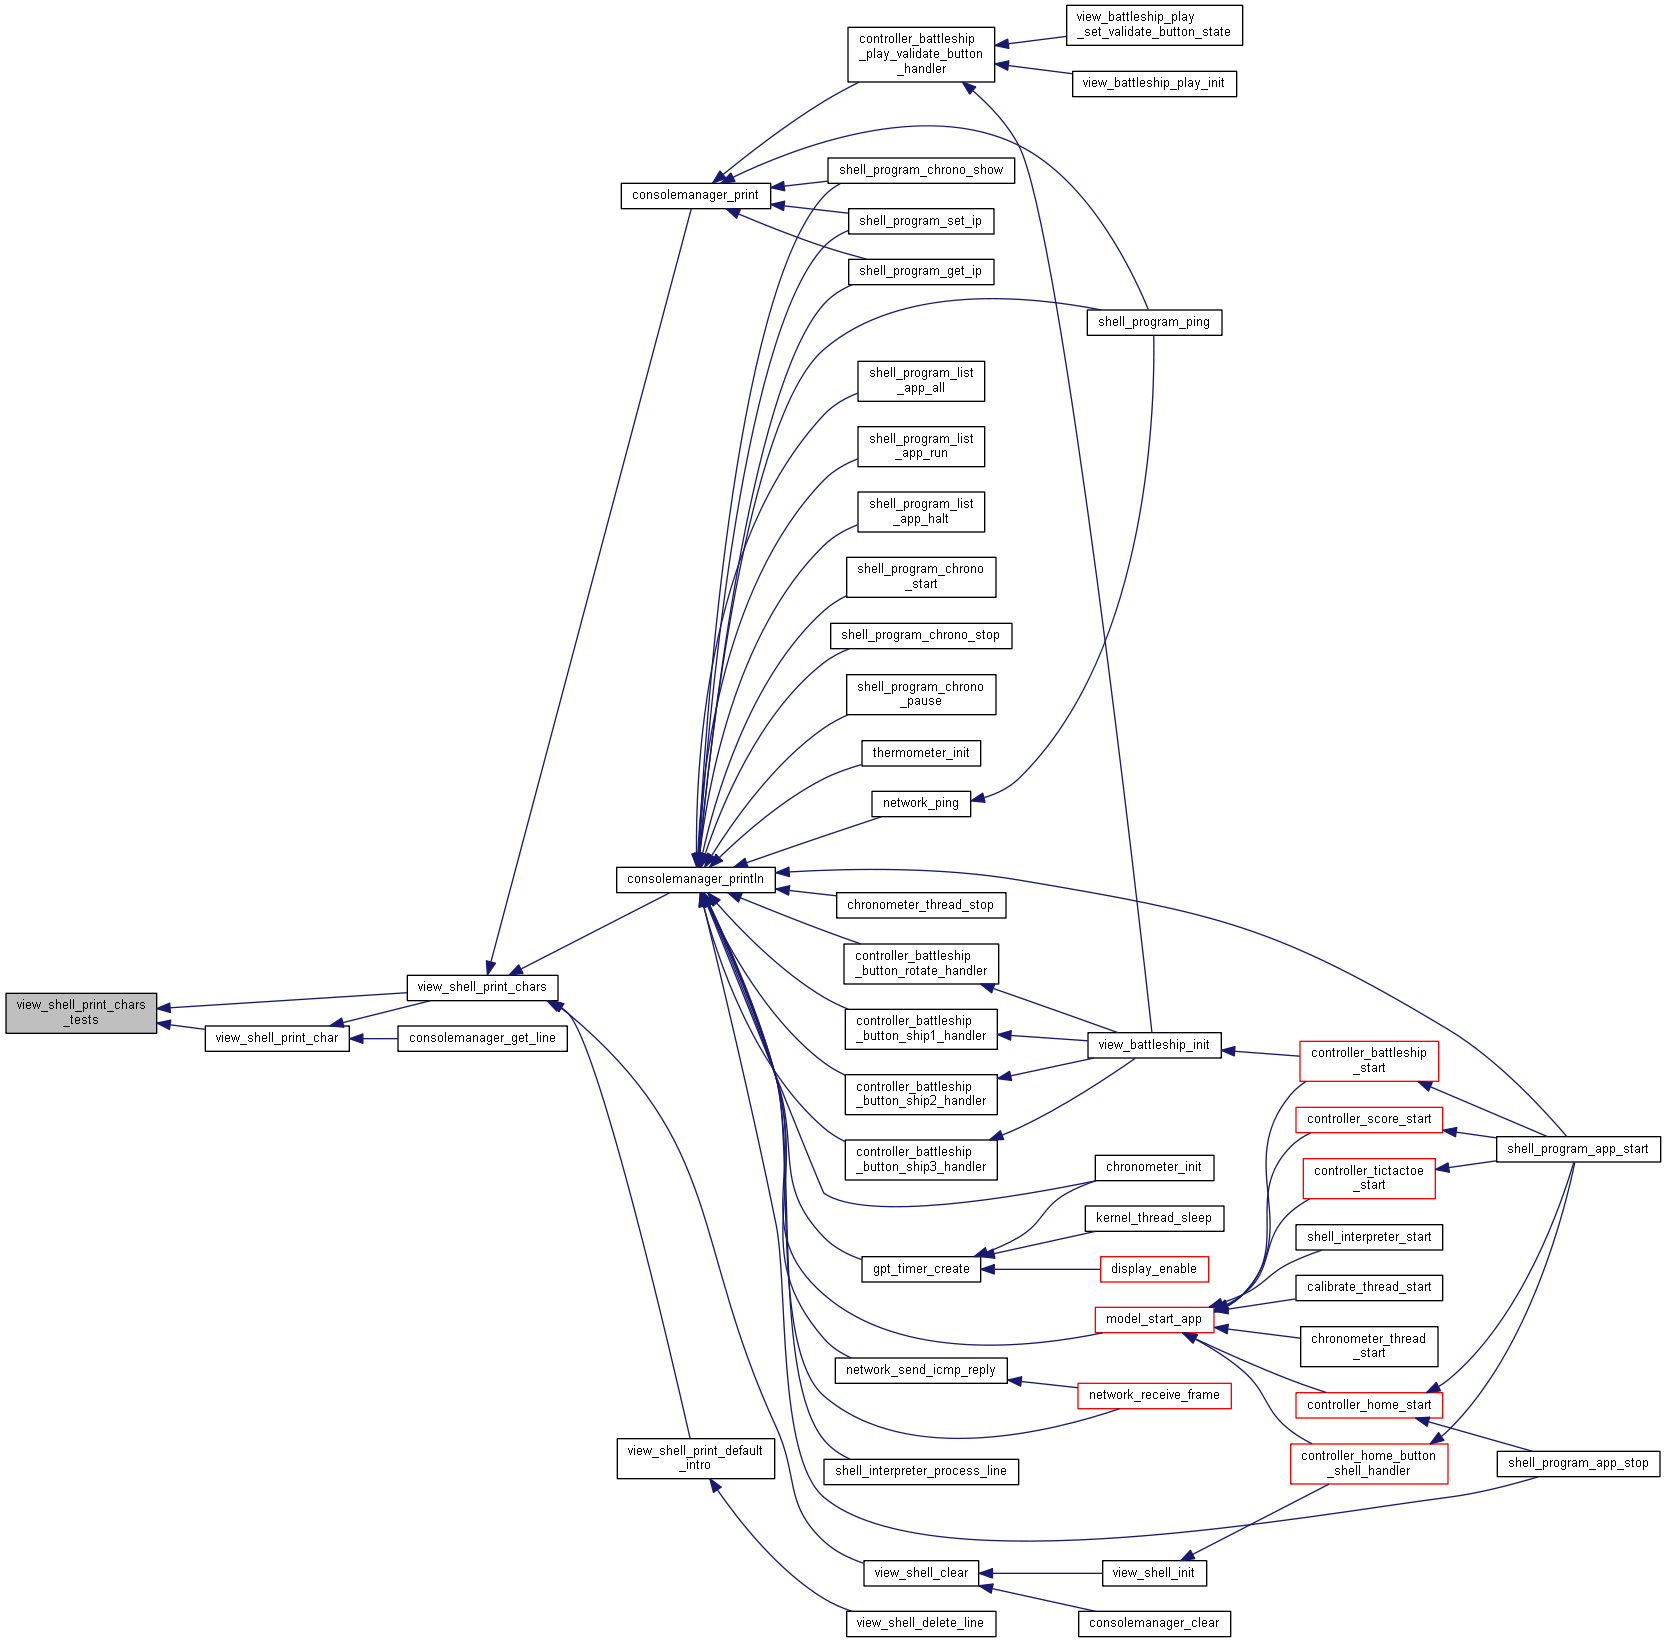 view_battleship_play
_set_validate_button_state
controller_battleship
_play_validate_button
_handler
view_battleship_play_init
shell_program_chrono_show
consolemanager_print
shell_program_set_ip
shell_program_get_ip
shell_program_ping
shell_program_list
_app_all
shell_program_list
_app_run
shell_program_list
_app_halt
shell_program_chrono
_start
shell_program_chrono_stop
shell_program_chrono
_pause
thermometer_init
network_ping
consolemanager_println
chronometer_thread_stop
controller_battleship
_button_rotate_handler
view_shell_print_chars
view_shell_print_chars
_tests
view_shell_print_char
consolemanager_get_line
controller_battleship
_button_ship1_handler
view_battleship_init
controller_battleship
_start
controller_battleship
_button_ship2_handler
controller_score_start
controller_battleship
_button_ship3_handler
shell_program_app_start
chronometer_init
controller_tictactoe
_start
kernel_thread_sleep
shell_interpreter_start
gpt_timer_create
display_enable
calibrate_thread_start
model_start_app
chronometer_thread
_start
network_send_icmp_reply
network_receive_frame
controller_home_start
view_shell_print_default
_intro
controller_home_button
_shell_handler
shell_program_app_stop
shell_interpreter_process_line
view_shell_clear
view_shell_init
view_shell_delete_line
consolemanager_clear